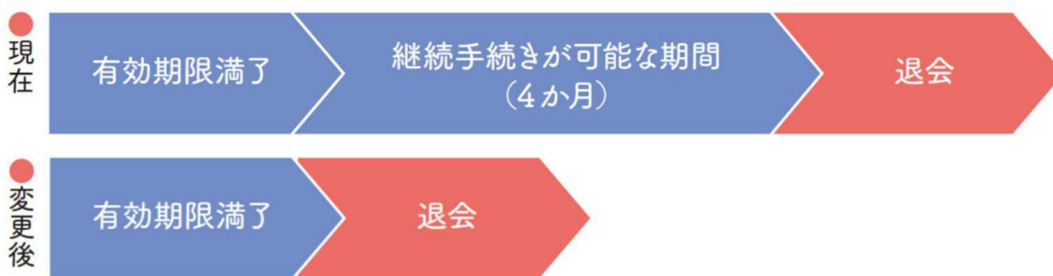 現在
有効期限満了
継続手続きが可能な期間
（4か月）
退会
変更後
有効期限満了
退会